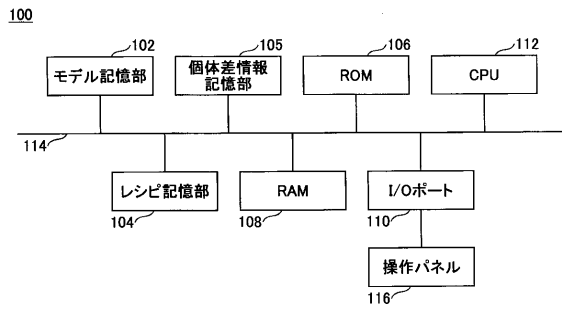 100
102
105
106
112
モデル記憶部
個体差情報
記憶部
ROM
CPU
114
レシピ記憶部
RAM
I/Oポート
104
108
110
操作パネル
116